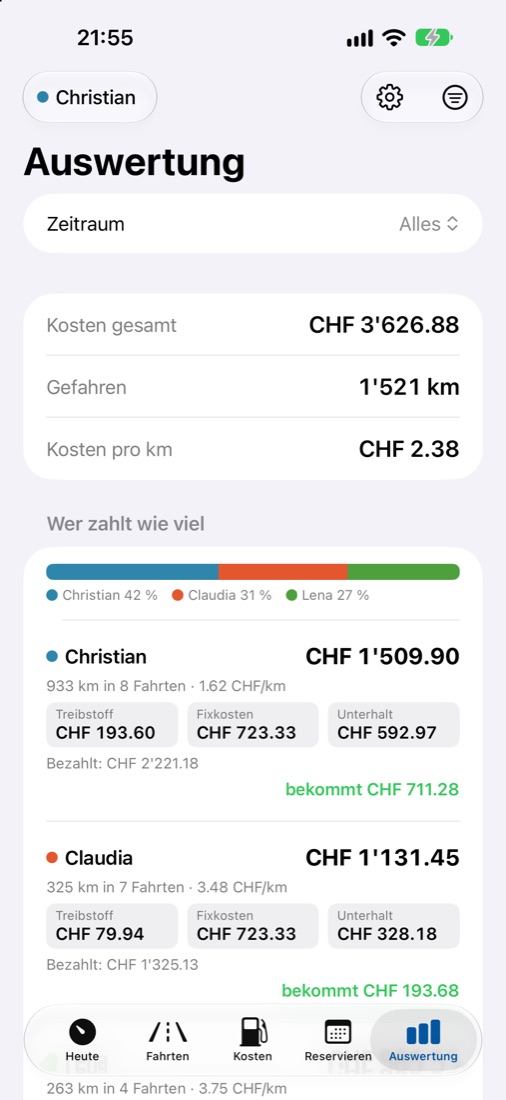 21:55
Christian
Auswertung
Zeitraum Alles
Kosten gesamt CHF 3'626.88
Gefahren 1'521 km
Kosten pro km CHF 2.38
Wer zahlt wie viel
Christian 42 % Claudia 31 % Lena 27 %
Christian CHF 1'509.90
933 km in 8 Fahrten · 1.62 CHF/km
Treibstoff Fixkosten Unterhalt
CHF 193.60 CHF 723.33 CHF 592.97
Bezahlt: CHF 2'221.18
bekommt CHF 711.28
Claudia CHF 1'131.45
325 km in 7 Fahrten · 3.48 CHF/km
Treibstoff Fixkosten Unterhalt
CHF 79.94 CHF 723.33 CHF 328.18
Bezahlt: CHF 1'325.13
bekommt CHF 193.68
Heute Fahrten Kosten Reservieren Auswertung
263 km in 4 Fahrten · 3.75 CHF/km